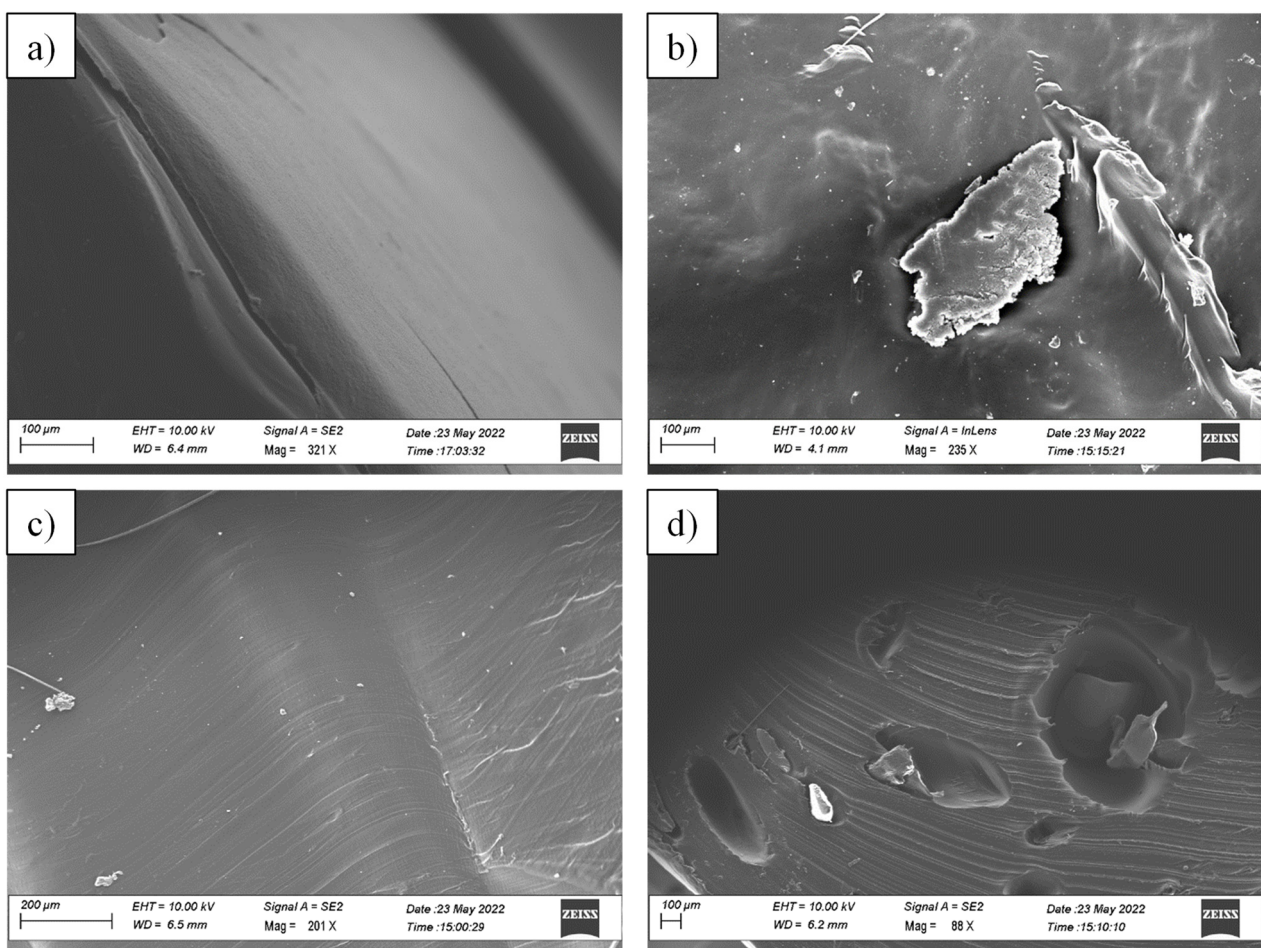 a)
100 µm EHT = 10.00 kV Signal A = SE2 Date :23 May 2022
WD = 6.4 mm Mag = 321 X Time :17:03:32
ZEISS
b)
100 µm EHT = 10.00 kV Signal A = InLens Date :23 May 2022
WD = 4.1 mm Mag = 235 X Time :15:15:21
ZEISS
c)
200 µm EHT = 10.00 kV Signal A = SE2 Date :23 May 2022
WD = 6.5 mm Mag = 201 X Time :15:00:29
ZEISS
d)
100 µm EHT = 10.00 kV Signal A = SE2 Date :23 May 2022
WD = 6.2 mm Mag = 88 X Time :15:10:10
ZEISS